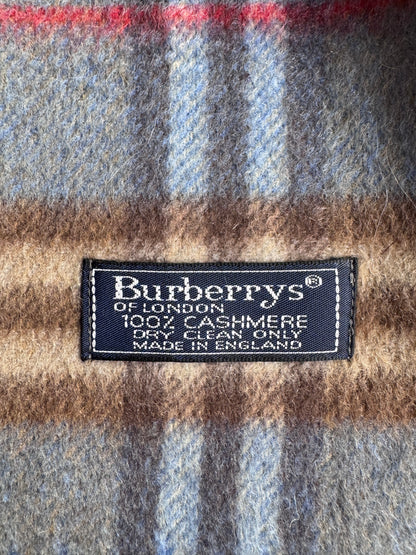 Burberrys®
OF LONDON
100% CASHMERE
DRY CLEAN ONLY
MADE IN ENGLAND